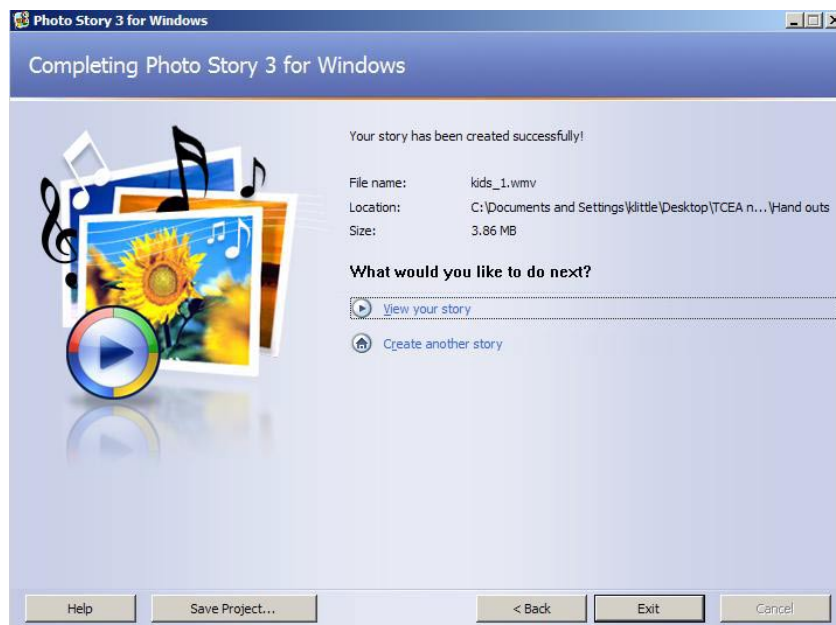 Photo Story 3 for Windows
Completing Photo Story 3 for Windows
Your story has been created successfully!
File name: kids_1.wmv
Location: C:\Documents and Settings\klittle\Desktop\TCEA n...\Hand outs
Size: 3.86 MB
What would you like to do next?
View your story
Create another story
Help Save Project... < Back Exit Cancel